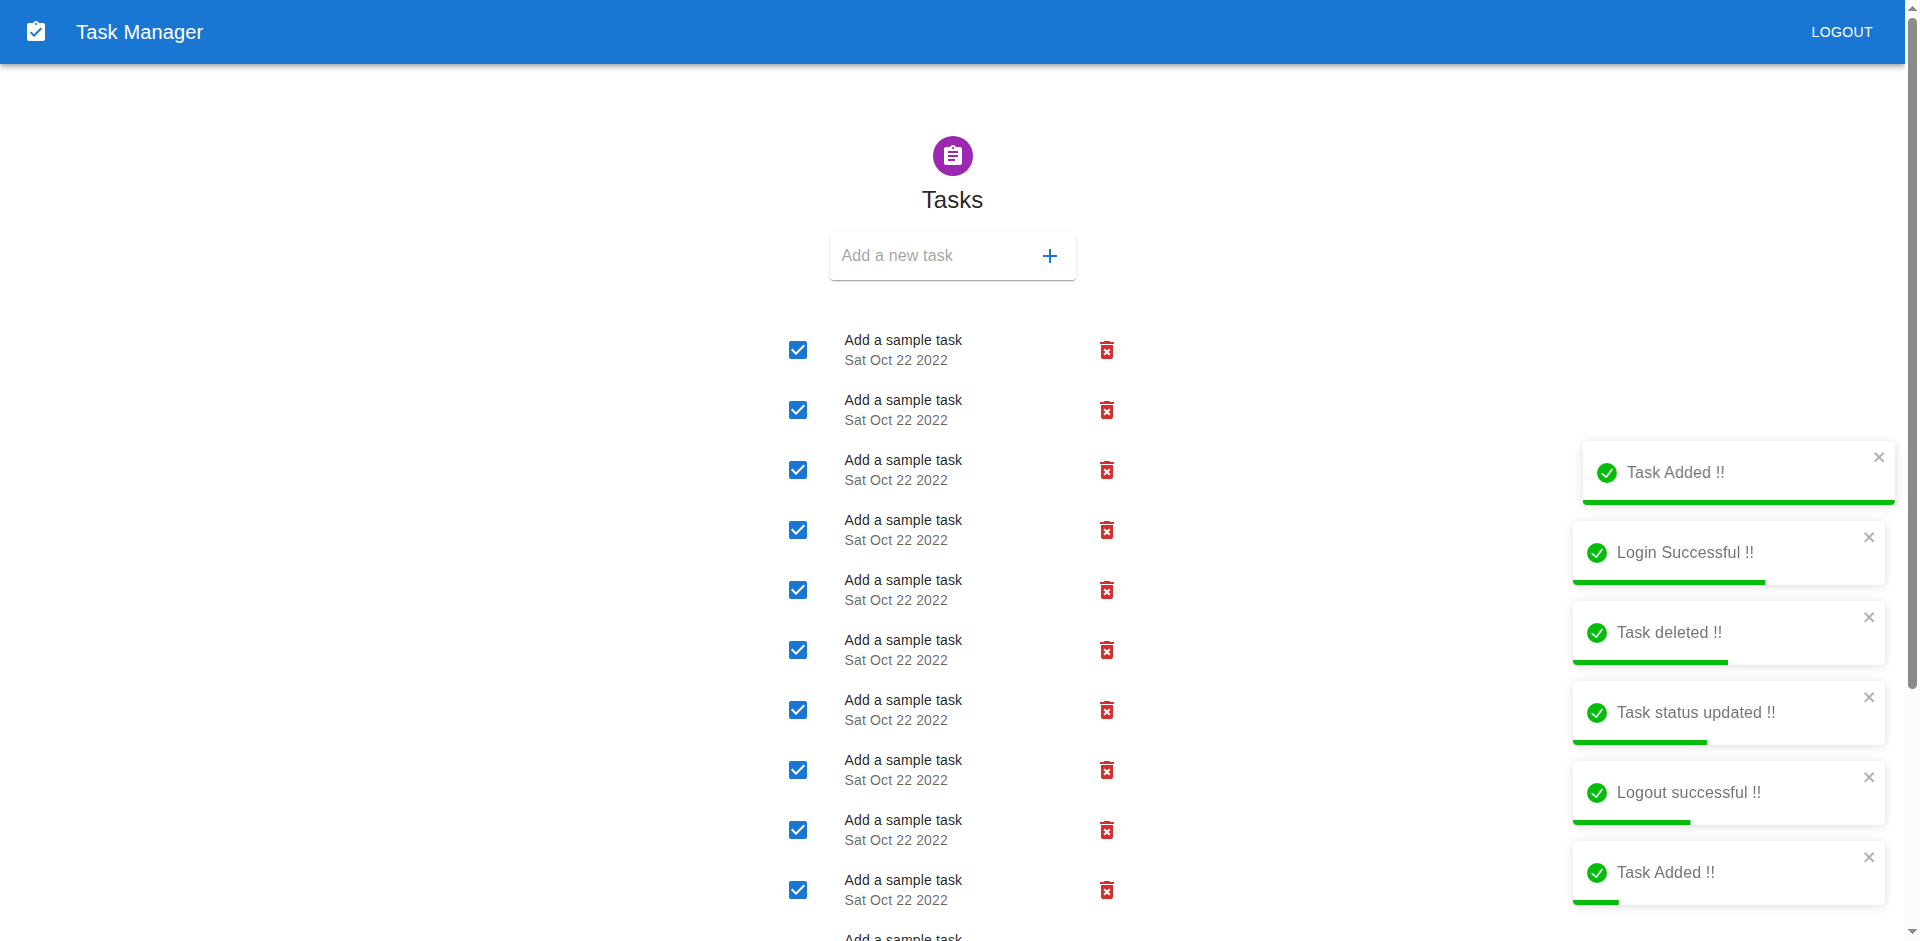 Task Manager
LOGOUT
Tasks
Add a new task
Add a sample task
Sat Oct 22 2022
Add a sample task
Sat Oct 22 2022
Add a sample task
Sat Oct 22 2022
Add a sample task
Sat Oct 22 2022
Add a sample task
Sat Oct 22 2022
Add a sample task
Sat Oct 22 2022
Add a sample task
Sat Oct 22 2022
Add a sample task
Sat Oct 22 2022
Add a sample task
Sat Oct 22 2022
Add a sample task
Sat Oct 22 2022
Add a sample task
Task Added !!
Login Successful !!
Task deleted !!
Task status updated !!
Logout successful !!
Task Added !!